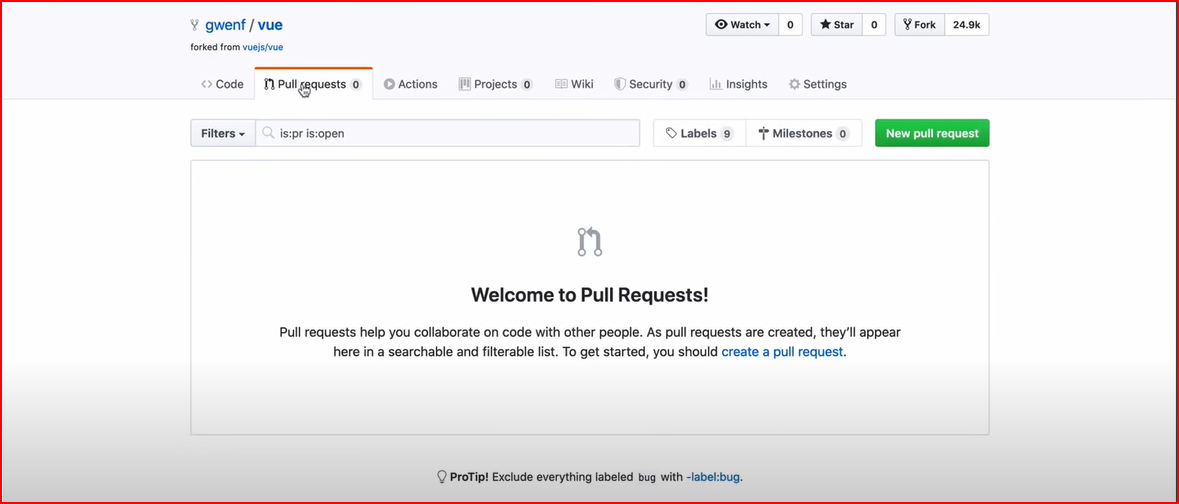 gwenf / vue
Watch 0 Star 0 Fork 24.9k
forked from vuejs/vue
Code Pull requests 0 Actions Projects 0 Wiki Security 0 Insights Settings
Filters is:pr is:open Labels 9 Milestones 0 New pull request
Welcome to Pull Requests!
Pull requests help you collaborate on code with other people. As pull requests are created, they'll appear
here in a searchable and filterable list. To get started, you should create a pull request.
ProTip! Exclude everything labeled bug with -label:bug.